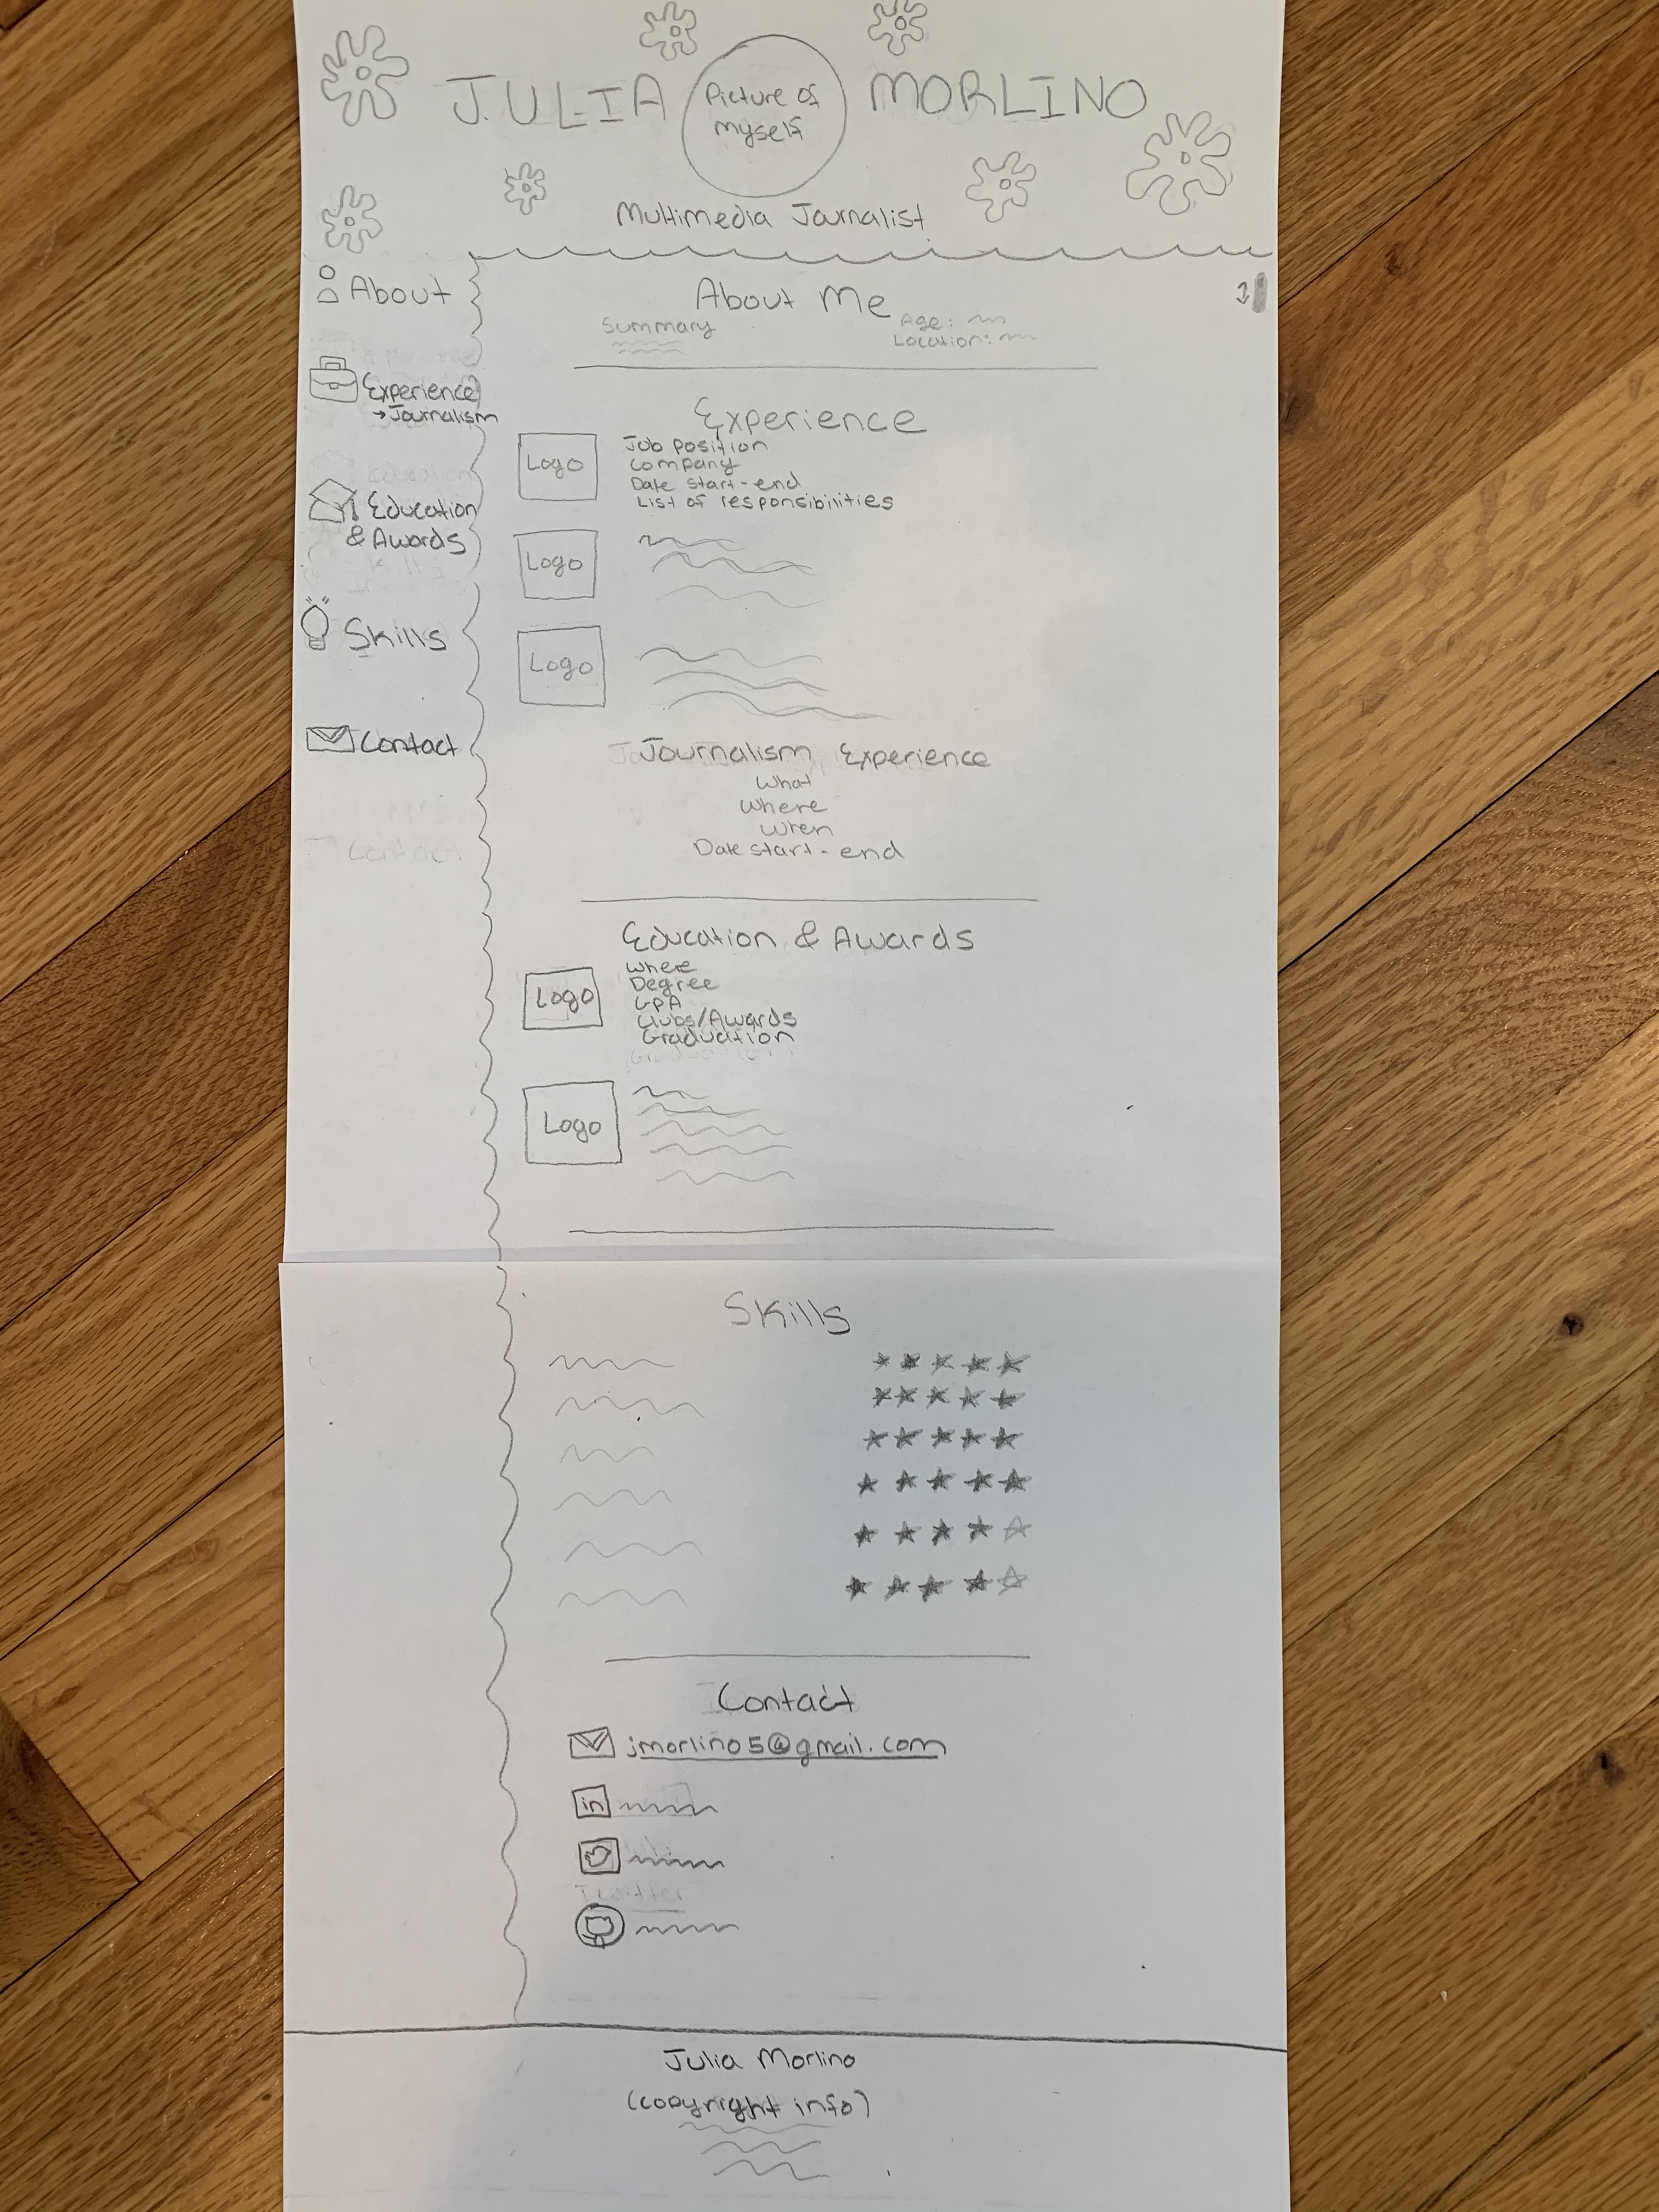 JULIA
Picture of
myself
MORLINO
Multimedia Journalist
About
Experience
→Journalism
Education
& Awards
Skills
Contact
Contact
About Me
Summary
Age:
Location:
Experience
Logo
Job position
Company
Date start-end
List of responsibilities
Logo
Logo
Journalism Experience
What
Where
When
Date start-end
Education & Awards
Logo
Where
Degree
GPA
Clubs/Awards
Graduation
Logo
Skills
Contact
jmorlino5@gmail.com
in
Twitter
Julia Morlino
(copyright info)